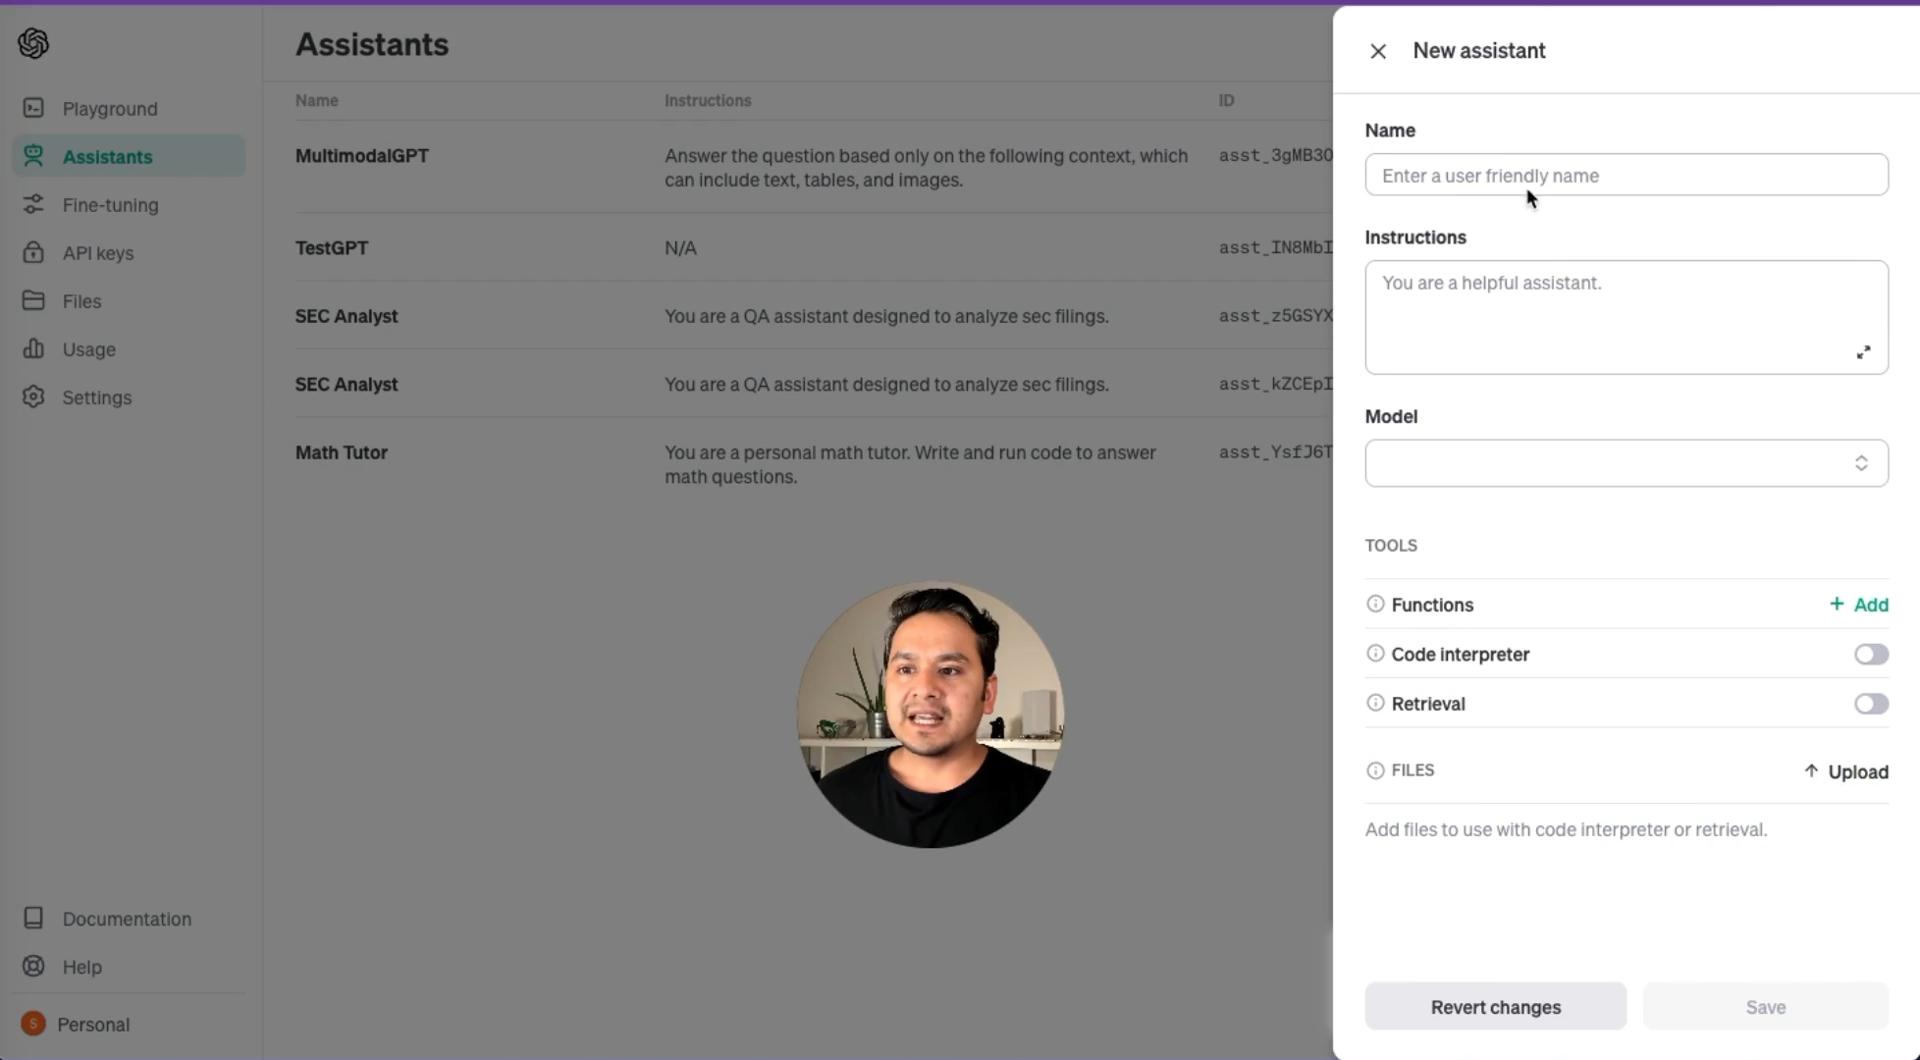 Assistants
Playground
Assistants
Fine-tuning
API keys
Files
Usage
Settings
Documentation
Help
S
Personal
Name
Instructions
ID
MultimodalGPT
Answer the question based only on the following context, which
can include text, tables, and images.
asst_3gMB3O
TestGPT
N/A
asst_IN8MbI
SEC Analyst
You are a QA assistant designed to analyze sec filings.
asst_z5GSYX
SEC Analyst
You are a QA assistant designed to analyze sec filings.
asst_kZCEpI
Math Tutor
You are a personal math tutor. Write and run code to answer
math questions.
asst_YsfJ6T
New assistant
Name
Enter a user friendly name
Instructions
You are a helpful assistant.
Model
TOOLS
Functions
+ Add
Code interpreter
Retrieval
FILES
Upload
Add files to use with code interpreter or retrieval.
Revert changes
Save